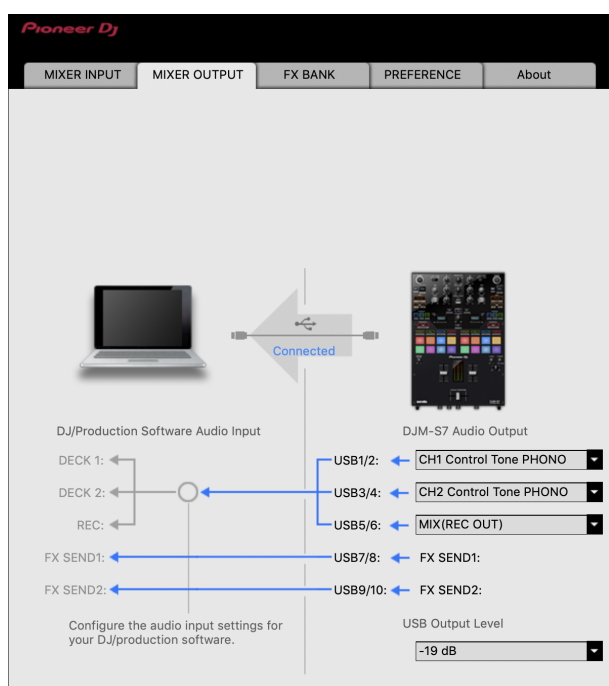 Pioneer Dj
MIXER INPUT
MIXER OUTPUT
FX BANK
PREFERENCE
About
Connected
DJ/Production Software Audio Input
DJM-S7 Audio Output
DECK 1:
USB1/2:
CH1 Control Tone PHONO
DECK 2:
USB3/4:
CH2 Control Tone PHONO
REC:
USB5/6:
MIX(REC OUT)
FX SEND1:
USB7/8:
FX SEND1:
FX SEND2:
USB9/10:
FX SEND2:
Configure the audio input settings for
your DJ/production software.
USB Output Level
-19 dB